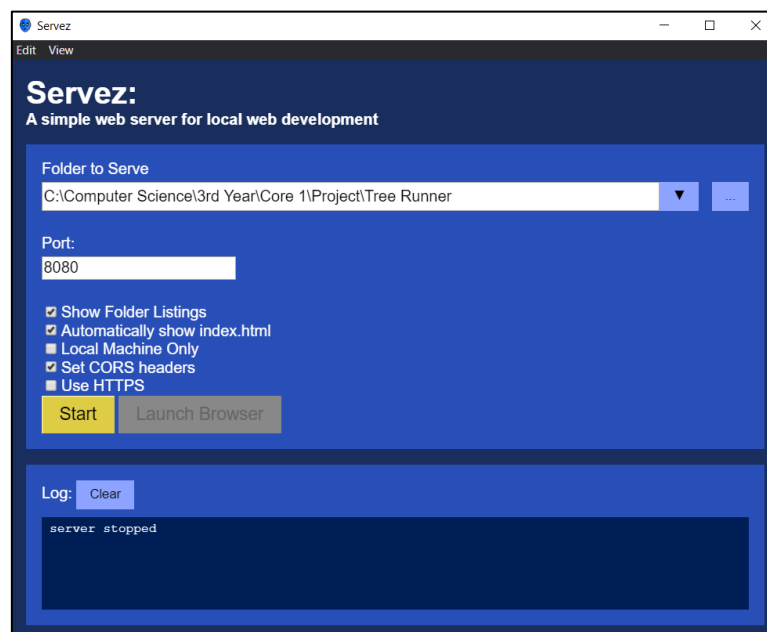 Servez
Edit View
Servez:
A simple web server for local web development
Folder to Serve
C:\Computer Science\3rd Year\Core 1\Project\Tree Runner ▼ ...
Port:
8080
Show Folder Listings
Automatically show index.html
Local Machine Only
Set CORS headers
Use HTTPS
Start Launch Browser
Log: Clear
server stopped